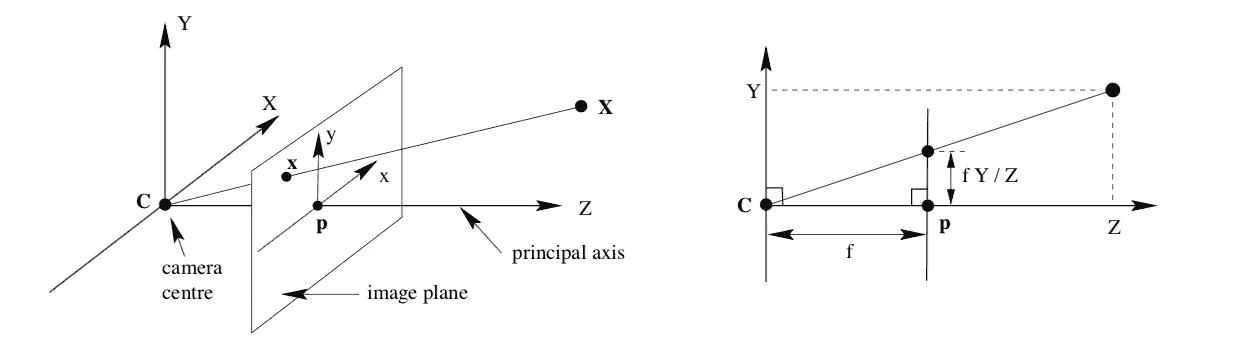 Y
X
X
y
x
x
C
Z
p
camera
centre
principal axis
image plane
Y
f Y / Z
C
p
Z
f